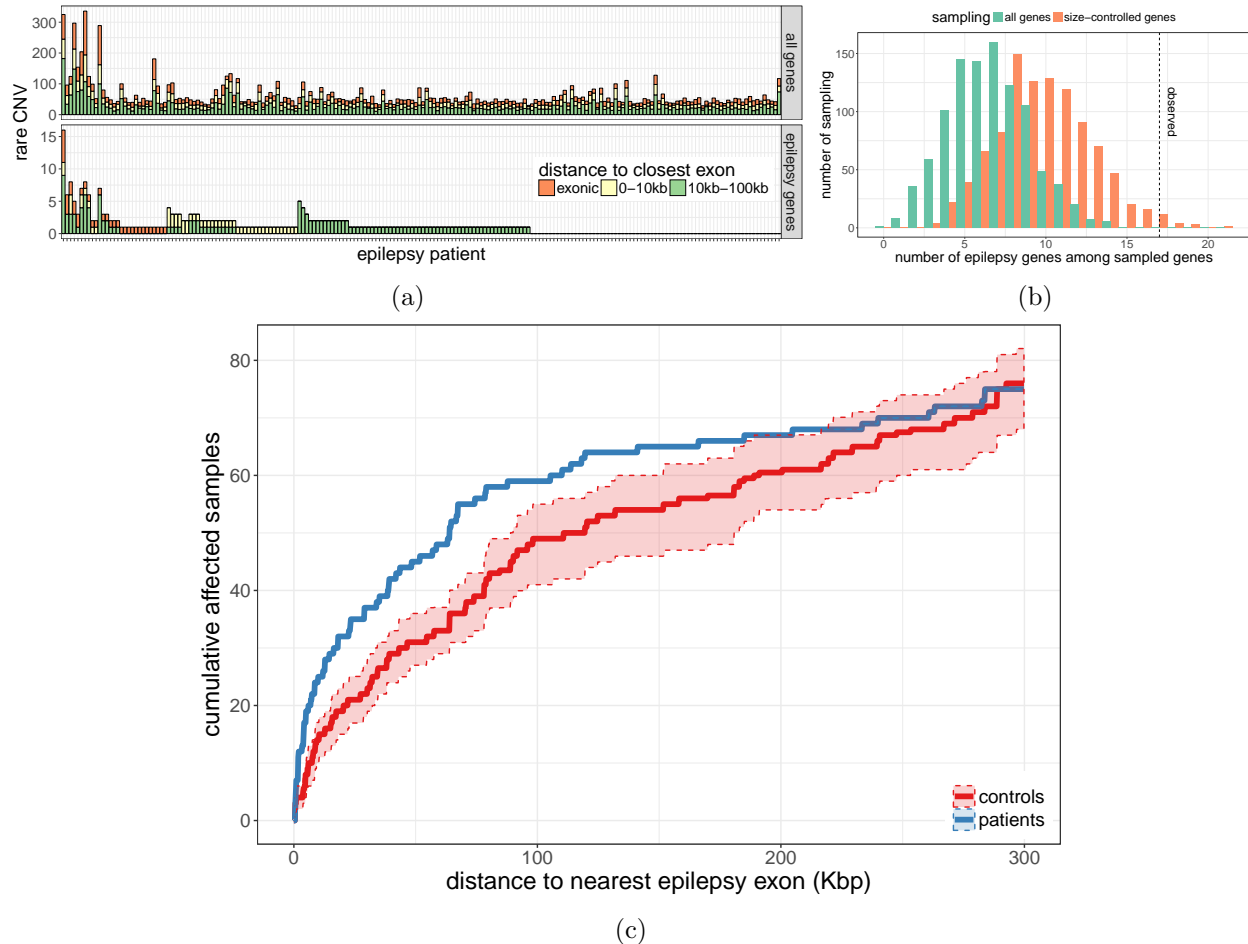 rare CNV
300
200
100
0
all genes
15
10
5
0
epilepsy genes
distance to closest exon
exonic 0−10kb 10kb−100kb
epilepsy patient
(a)
sampling all genes size−controlled genes
number of sampling
150
100
50
0
observed
0 5 10 15 20
number of epilepsy genes among sampled genes
(b)
cumulative affected samples
80
60
40
20
0
controls
patients
0 100 200 300
distance to nearest epilepsy exon (Kbp)
(c)